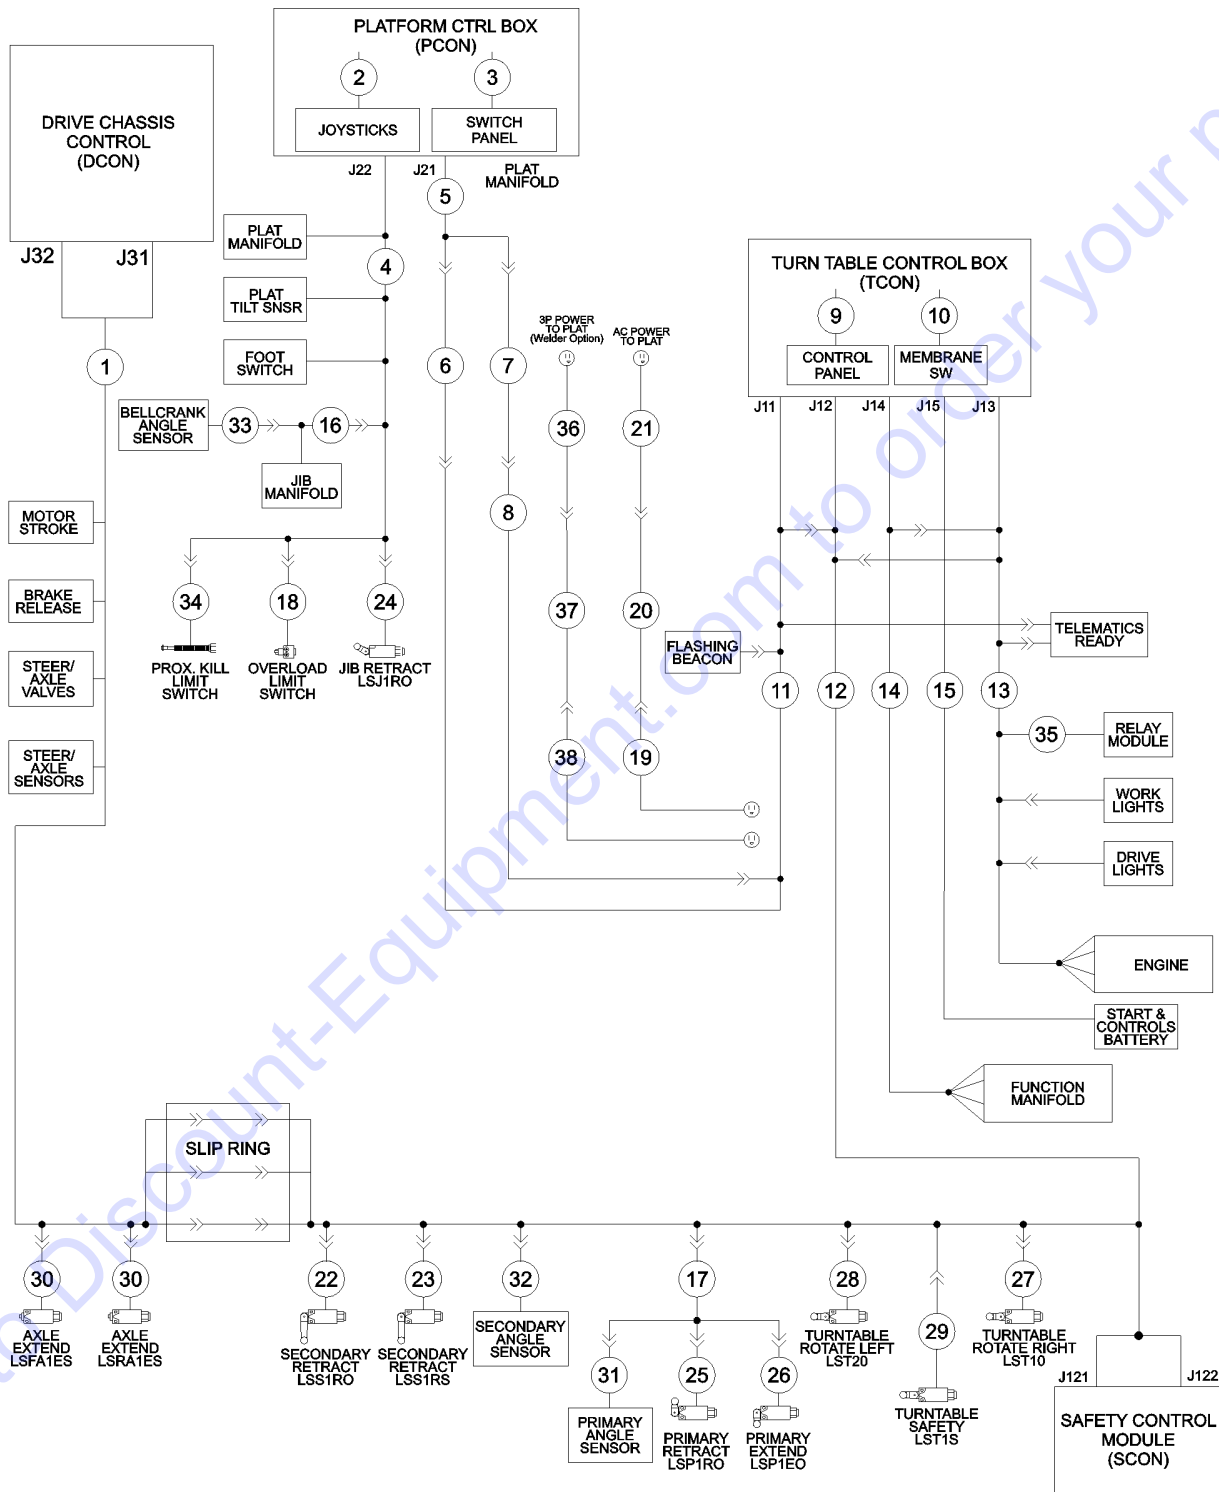 PLATFORM CTRL BOX
(PCON)
2
3
JOYSTICKS
SWITCH
PANEL
DRIVE CHASSIS
CONTROL
(DCON)
J22
J21
PLAT
MANIFOLD
5
J32
J31
PLAT
MANIFOLD
4
PLAT
TILT SNSR
FOOT
SWITCH
1
6
7
3P POWER
TO PLAT
(Welder Option)
AC POWER
TO PLAT
TURN TABLE CONTROL BOX
(TCON)
9
10
CONTROL
PANEL
MEMBRANE
SW
J11
J12
J14
J15
J13
BELLCRANK
ANGLE
SENSOR
33
16
36
21
JIB
MANIFOLD
8
MOTOR
STROKE
BRAKE
RELEASE
34
18
24
37
20
PROX. KILL
LIMIT
SWITCH
OVERLOAD
LIMIT
SWITCH
JIB RETRACT
LSJ1RO
FLASHING
BEACON
TELEMATICS
READY
STEER/
AXLE
VALVES
11
12
14
15
13
35
RELAY
MODULE
STEER/
AXLE
SENSORS
38
19
WORK
LIGHTS
DRIVE
LIGHTS
ENGINE
START &
CONTROLS
BATTERY
FUNCTION
MANIFOLD
SLIP RING
30
30
22
23
32
17
28
29
27
AXLE
EXTEND
LSFA1ES
AXLE
EXTEND
LSRA1ES
SECONDARY
RETRACT
LSS1RO
SECONDARY
RETRACT
LSS1RS
SECONDARY
ANGLE
SENSOR
TURNTABLE
ROTATE LEFT
LST20
TURNTABLE
ROTATE RIGHT
LST10
31
25
26
PRIMARY
ANGLE
SENSOR
PRIMARY
RETRACT
LSP1RO
PRIMARY
EXTEND
LSP1EO
TURNTABLE
SAFETY
LST1S
J121
J122
SAFETY CONTROL
MODULE
(SCON)
to Discount-Equipment.com to order your p